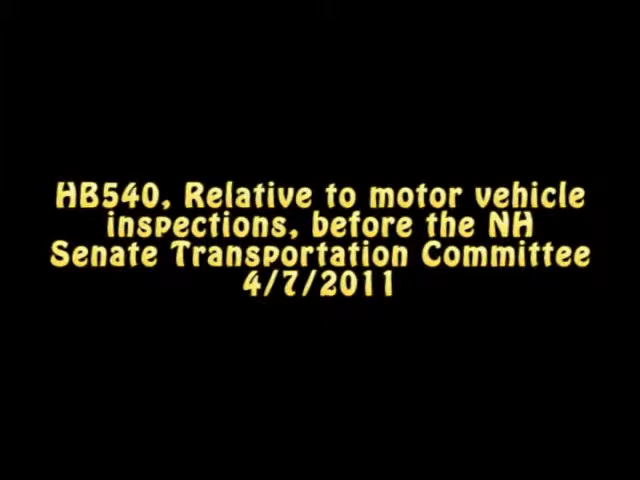 HB540, Relative to motor vehicle
inspections, before the NH
Senate Transportation Committee
4/7/2011